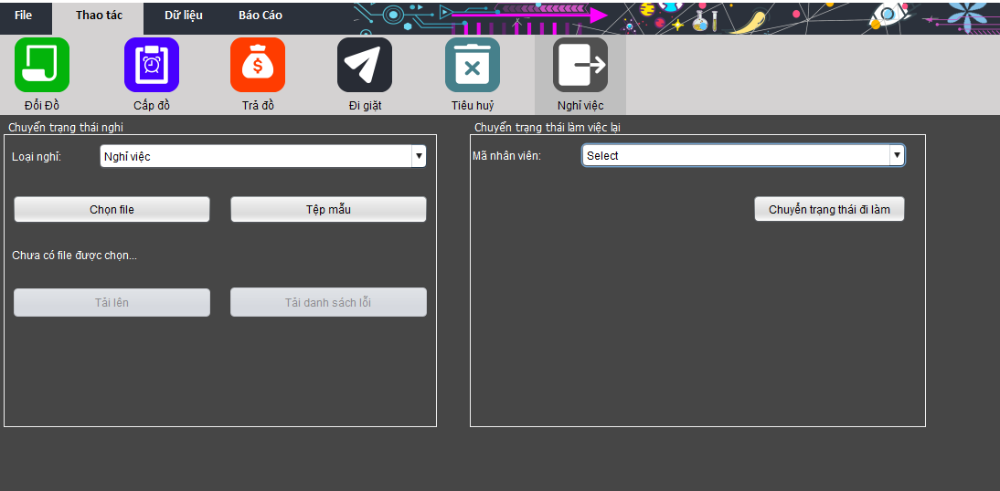 File Thao tác Dữ liệu Báo Cáo
Đổi Đồ Cấp đồ Trả đồ Đi giặt Tiêu huỷ Nghỉ việc
Chuyển trạng thái nghỉ
Loại nghỉ: Nghỉ việc
Chọn file Tệp mẫu
Chưa có file được chọn...
Tải lên Tải danh sách lỗi
Chuyển trạng thái làm việc lại
Mã nhân viên: Select
Chuyển trạng thái đi làm